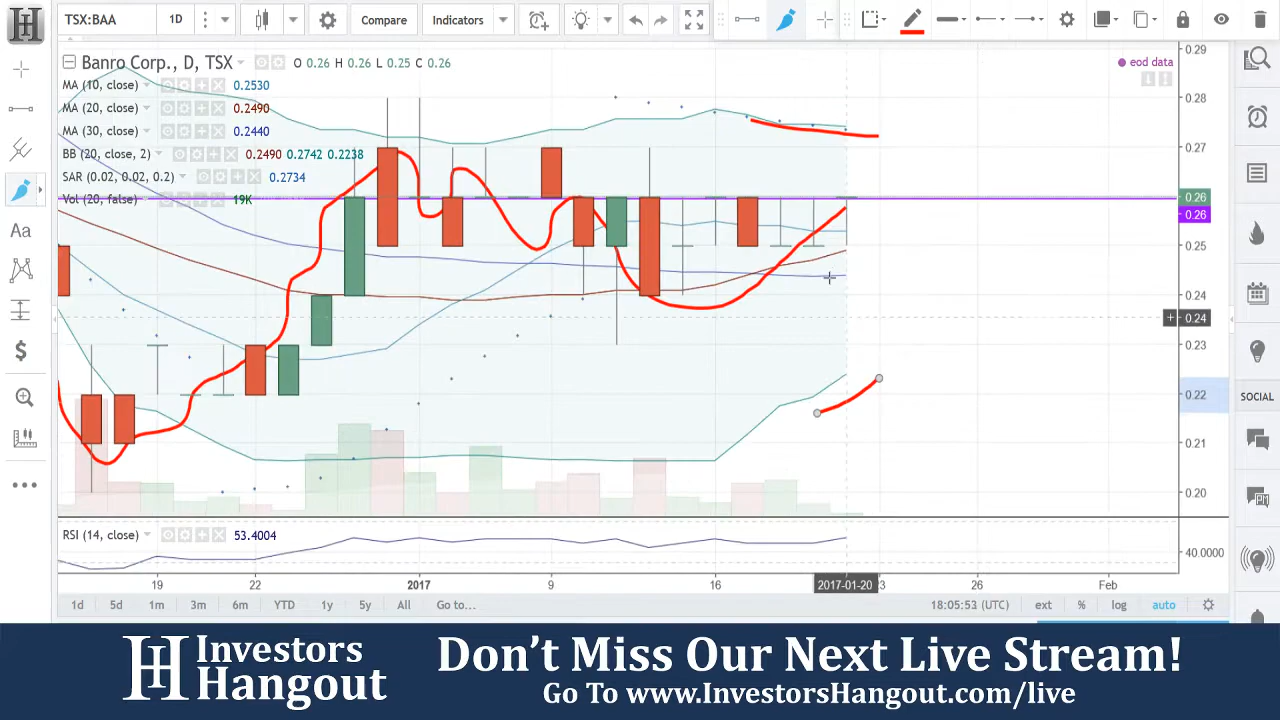 TSX:BAA 1D Compare Indicators
Banro Corp., D, TSX O 0.26 H 0.26 L 0.25 C 0.26
eod data
MA (10, close) 0.2530
MA (20, close) 0.2490
MA (30, close) 0.2440
BB (20, close, 2) 0.2490 0.2742 0.2238
SAR (0.02, 0.02, 0.2) 0.2734
Vol (20, false) 19K
0.29
0.28
0.27
0.26
0.26
0.25
0.24
0.24
0.23
0.22
0.21
0.20
Aa
$
SOCIAL
RSI (14, close) 53.4004
40.0000
19 22 2017 9 16 2017-01-20 3 26 Feb
1d 5d 1m 3m 6m YTD 1y 5y All Go to... 18:05:53 (UTC) ext % log auto
Investors
Hangout
Don't Miss Our Next Live Stream!
Go To www.InvestorsHangout.com/live